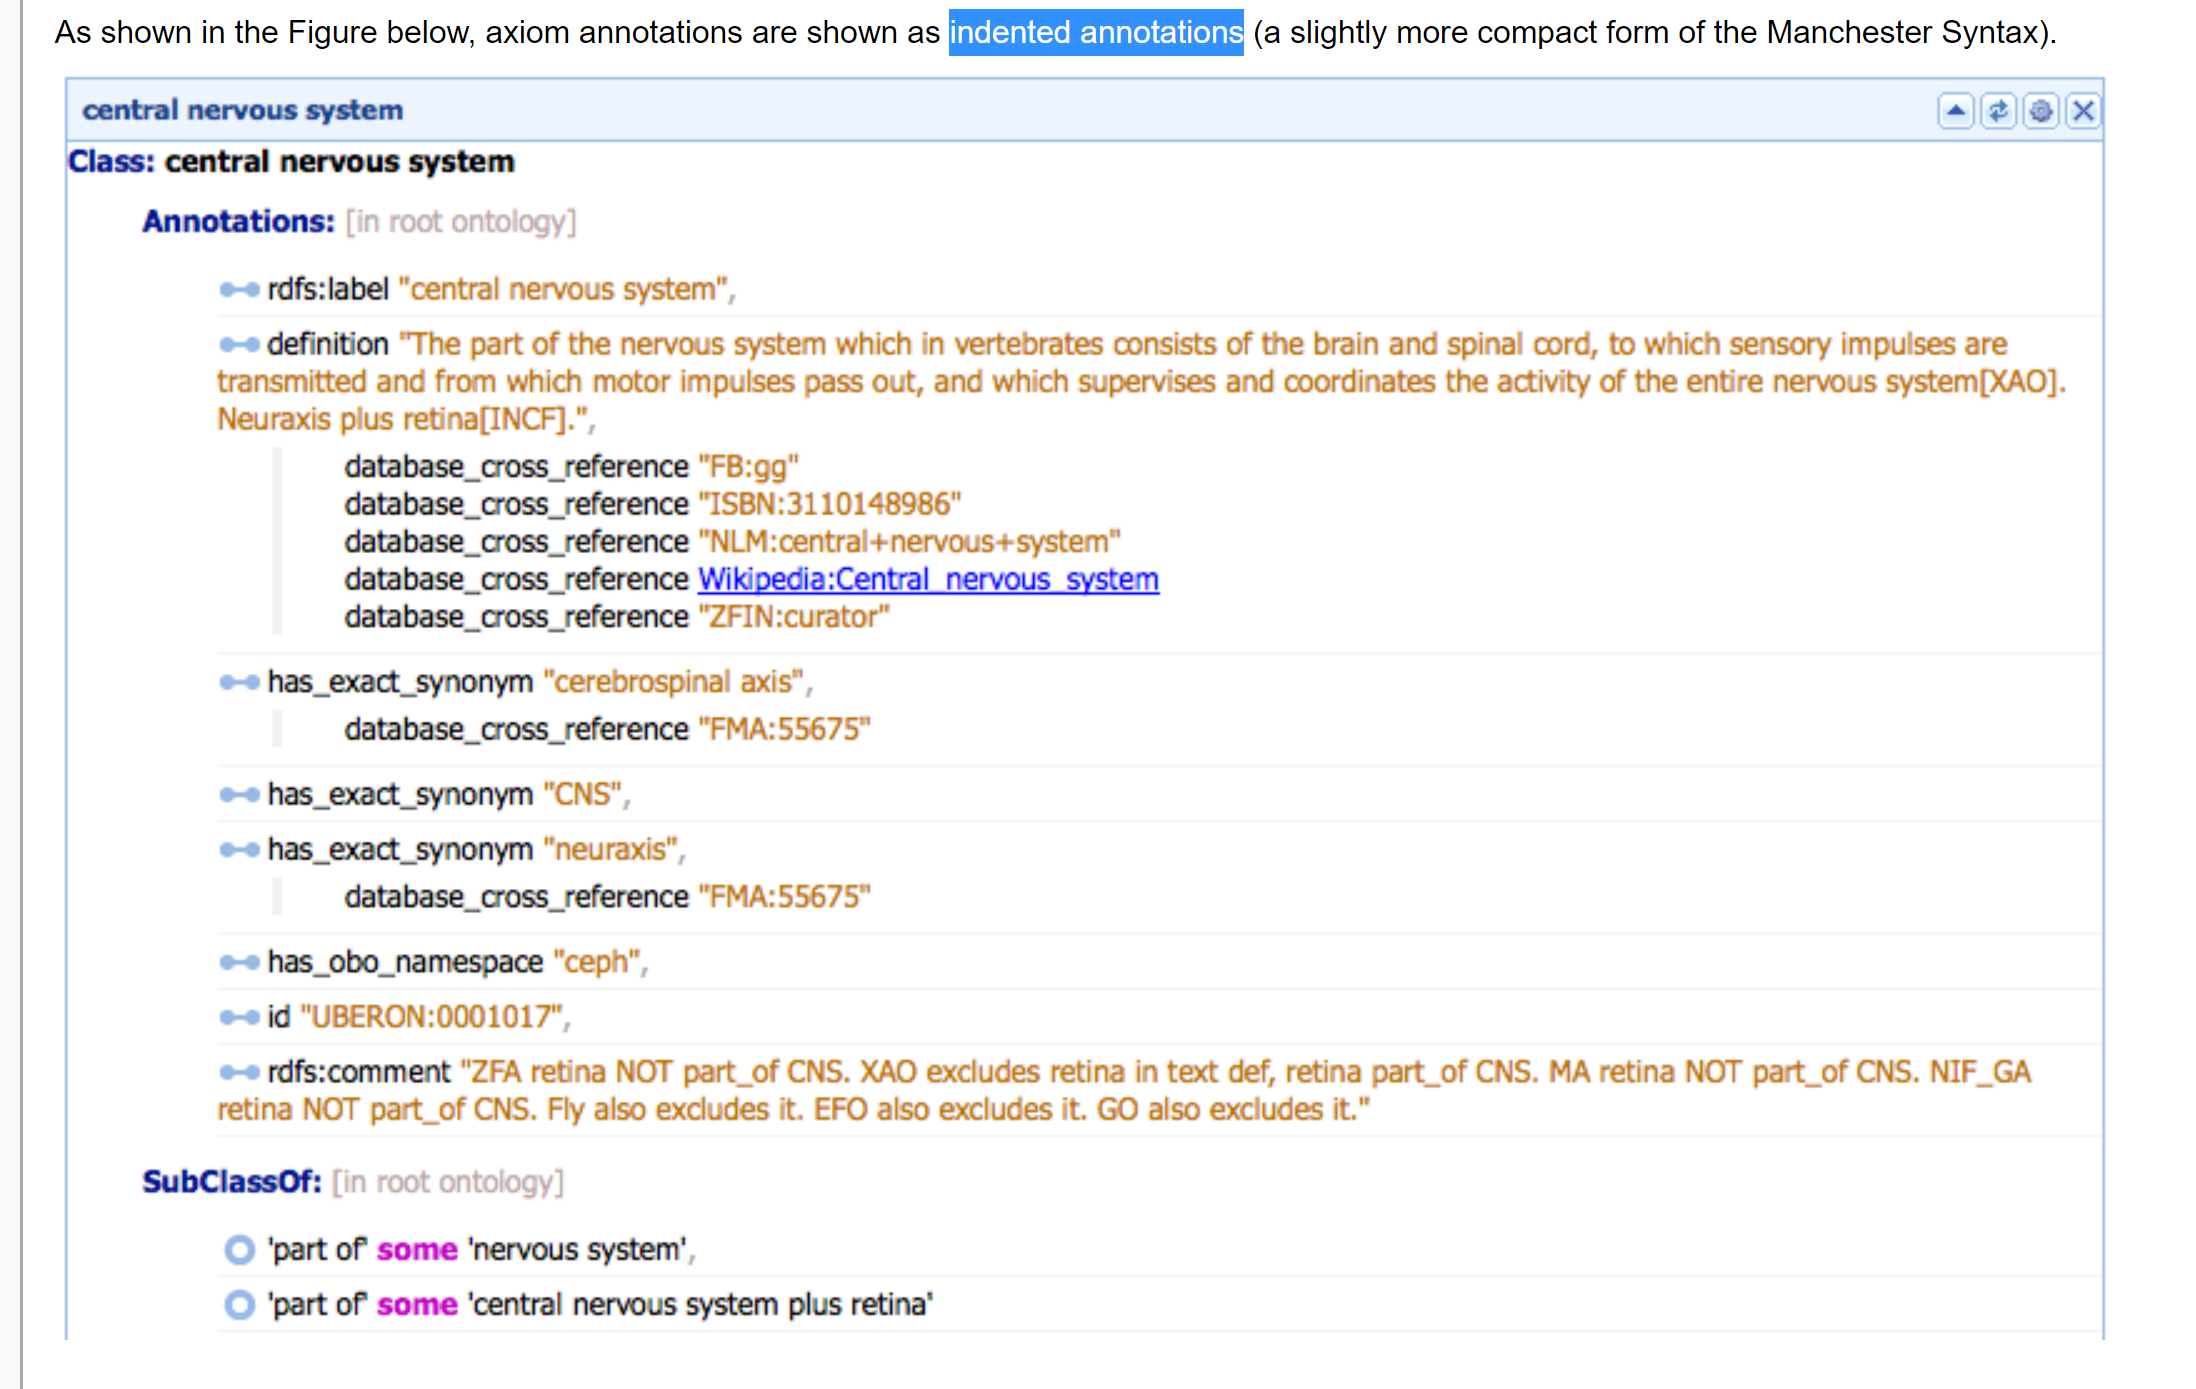 As shown in the Figure below, axiom annotations are shown as indented annotations (a slightly more compact form of the Manchester Syntax).
central nervous system
Class: central nervous system
Annotations: [in root ontology]
rdfs:label "central nervous system",
definition "The part of the nervous system which in vertebrates consists of the brain and spinal cord, to which sensory impulses are
transmitted and from which motor impulses pass out, and which supervises and coordinates the activity of the entire nervous system[XAO].
Neuraxis plus retina[INCF].",
database_cross_reference "FB:gg"
database_cross_reference "ISBN:3110148986"
database_cross_reference "NLM:central+nervous+system"
database_cross_reference Wikipedia:Central_nervous_system
database_cross_reference "ZFIN:curator"
has_exact_synonym "cerebrospinal axis",
database_cross_reference "FMA:55675"
has_exact_synonym "CNS",
has_exact_synonym "neuraxis",
database_cross_reference "FMA:55675"
has_obo_namespace "ceph",
id "UBERON:0001017",
rdfs:comment "ZFA retina NOT part_of CNS. XAO excludes retina in text def, retina part_of CNS. MA retina NOT part_of CNS. NIF_GA
retina NOT part_of CNS. Fly also excludes it. EFO also excludes it. GO also excludes it."
SubClassOf: [in root ontology]
'part of' some 'nervous system',
'part of' some 'central nervous system plus retina'